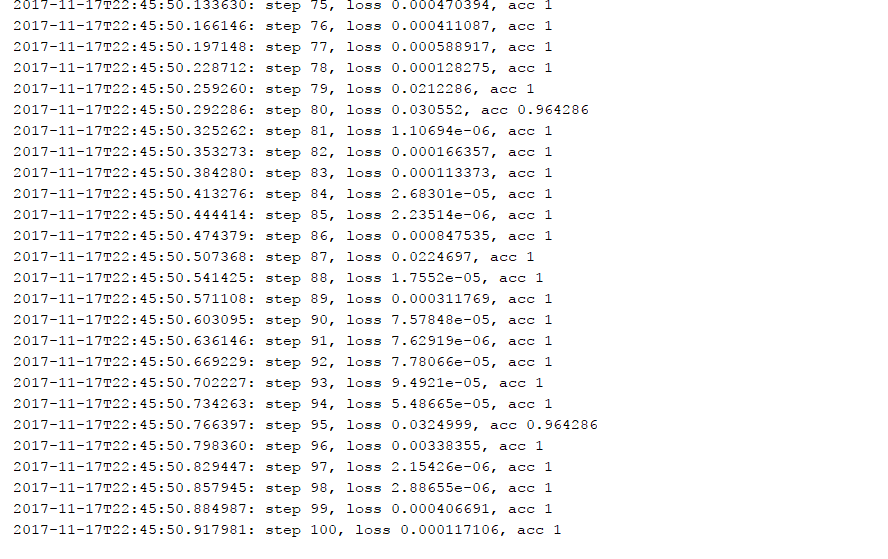 2017-11-17T22:45:50.133630: step 75, loss 0.000470394, acc 1
2017-11-17T22:45:50.166146: step 76, loss 0.000411087, acc 1
2017-11-17T22:45:50.197148: step 77, loss 0.000588917, acc 1
2017-11-17T22:45:50.228712: step 78, loss 0.000128275, acc 1
2017-11-17T22:45:50.259260: step 79, loss 0.0212286, acc 1
2017-11-17T22:45:50.292286: step 80, loss 0.030552, acc 0.964286
2017-11-17T22:45:50.325262: step 81, loss 1.10694e-06, acc 1
2017-11-17T22:45:50.353273: step 82, loss 0.000166357, acc 1
2017-11-17T22:45:50.384280: step 83, loss 0.000113373, acc 1
2017-11-17T22:45:50.413276: step 84, loss 2.68301e-05, acc 1
2017-11-17T22:45:50.444414: step 85, loss 2.23514e-06, acc 1
2017-11-17T22:45:50.474379: step 86, loss 0.000847535, acc 1
2017-11-17T22:45:50.507368: step 87, loss 0.0224697, acc 1
2017-11-17T22:45:50.541425: step 88, loss 1.7552e-05, acc 1
2017-11-17T22:45:50.571108: step 89, loss 0.000311769, acc 1
2017-11-17T22:45:50.603095: step 90, loss 7.57848e-05, acc 1
2017-11-17T22:45:50.636146: step 91, loss 7.62919e-06, acc 1
2017-11-17T22:45:50.669229: step 92, loss 7.78066e-05, acc 1
2017-11-17T22:45:50.702227: step 93, loss 9.4921e-05, acc 1
2017-11-17T22:45:50.734263: step 94, loss 5.48665e-05, acc 1
2017-11-17T22:45:50.766397: step 95, loss 0.0324999, acc 0.964286
2017-11-17T22:45:50.798360: step 96, loss 0.00338355, acc 1
2017-11-17T22:45:50.829447: step 97, loss 2.15426e-06, acc 1
2017-11-17T22:45:50.857945: step 98, loss 2.88655e-06, acc 1
2017-11-17T22:45:50.884987: step 99, loss 0.000406691, acc 1
2017-11-17T22:45:50.917981: step 100, loss 0.000117106, acc 1